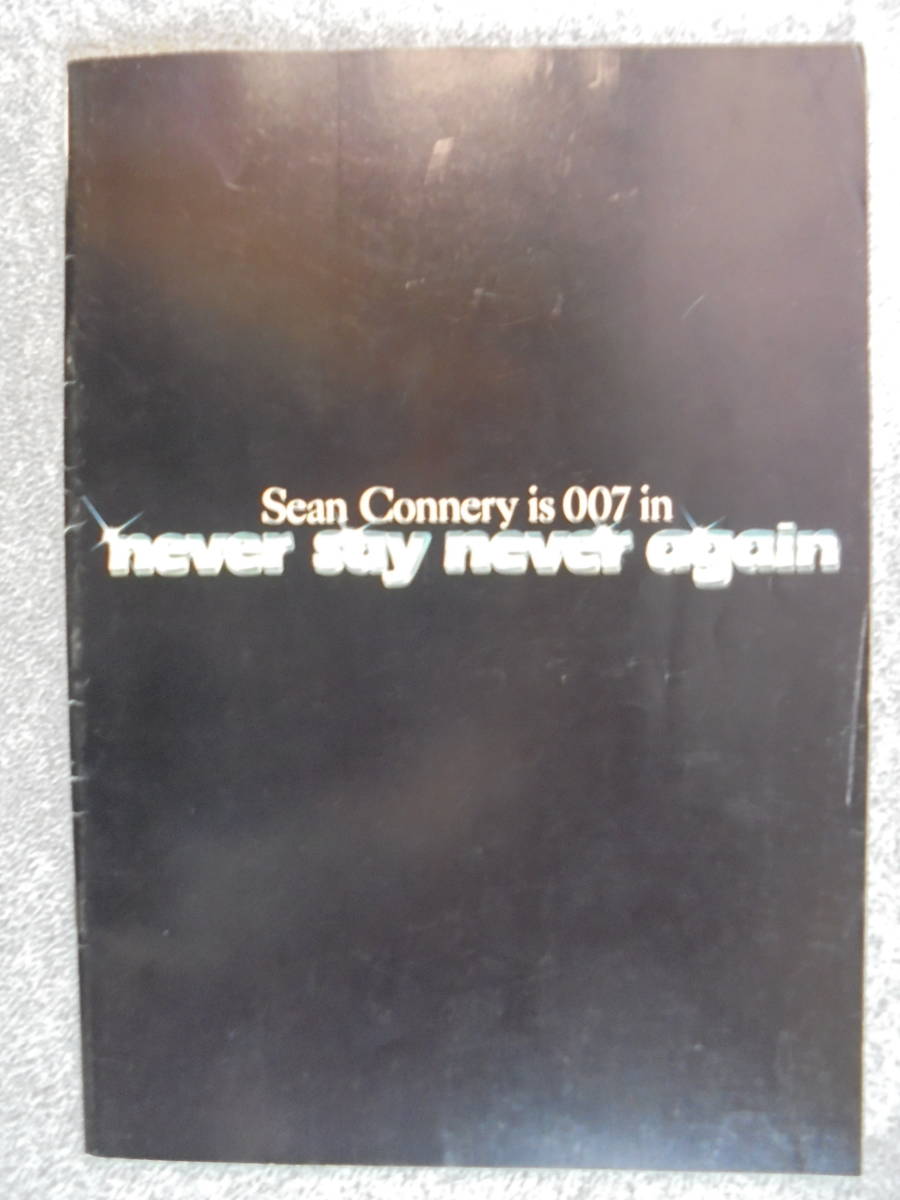 Sean Connery is 007 in
never say never again